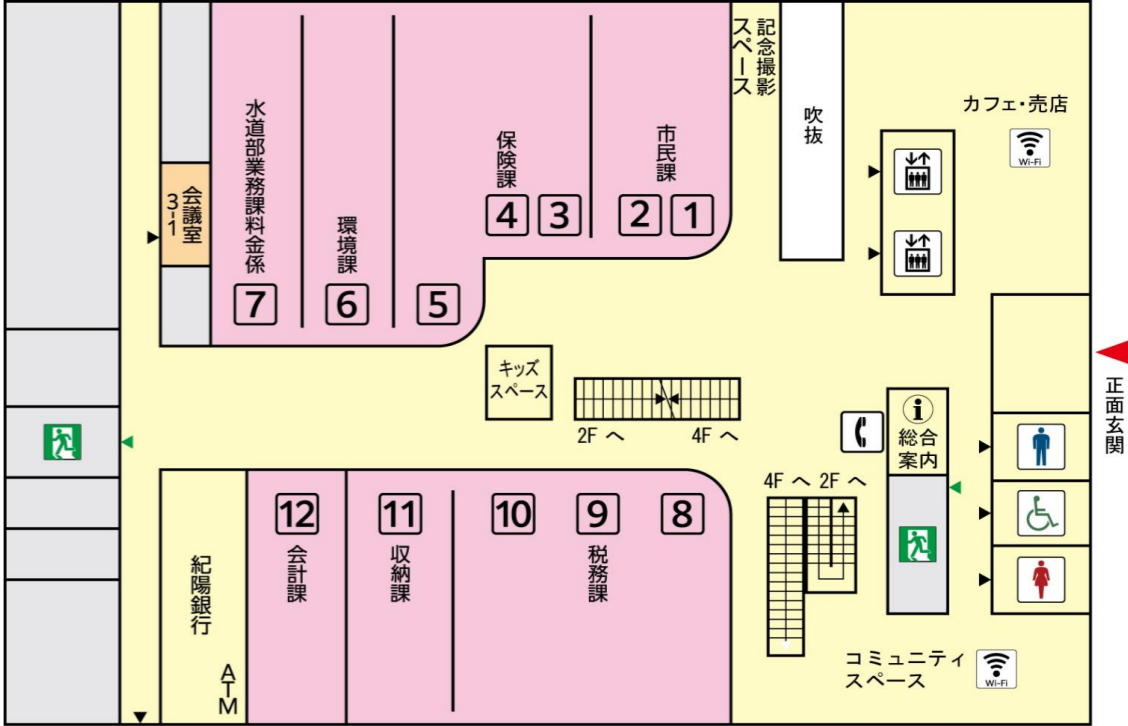 水道部業務課料金係
7
会議室
3-1
環境課
6
5
保険課
4
3
市民課
2
1
記念撮影
スペース
吹抜
カフェ・売店
Wi-Fi
キッズ
スペース
2F へ
4F へ
総合
案内
正面玄関
4F へ
2F へ
12
会計課
11
収納課
10
9
税務課
8
紀陽銀行
ATM
コミュニティ
スペース
Wi-Fi